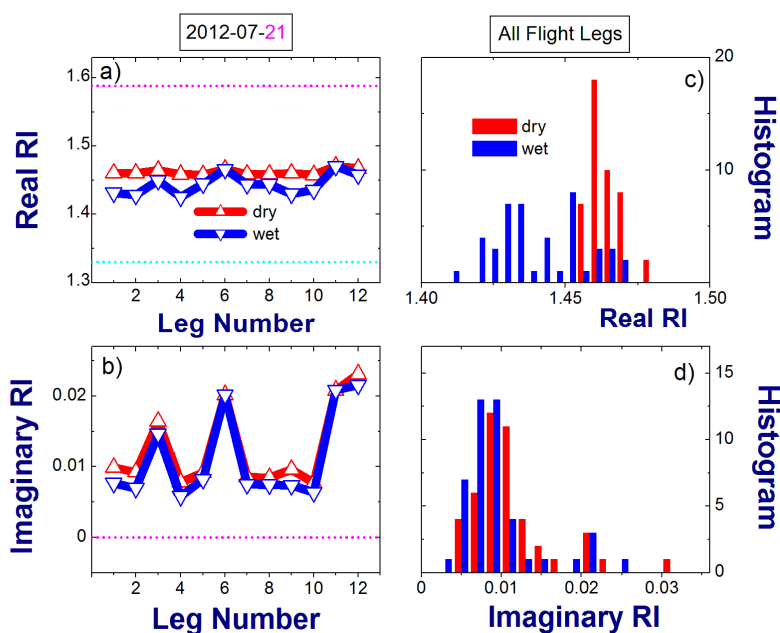 2012-07-21
All Flight Legs
a)
1.6
1.5
1.4
1.3
Real RI
dry
wet
2 4 6 8 10 12
Leg Number
c)
20
10
0
Histogram
dry
wet
1.40 1.45 1.50
Real RI
b)
0.02
0.01
0
Imaginary RI
2 4 6 8 10 12
Leg Number
d)
15
10
5
0
Histogram
0 0.01 0.02 0.03
Imaginary RI